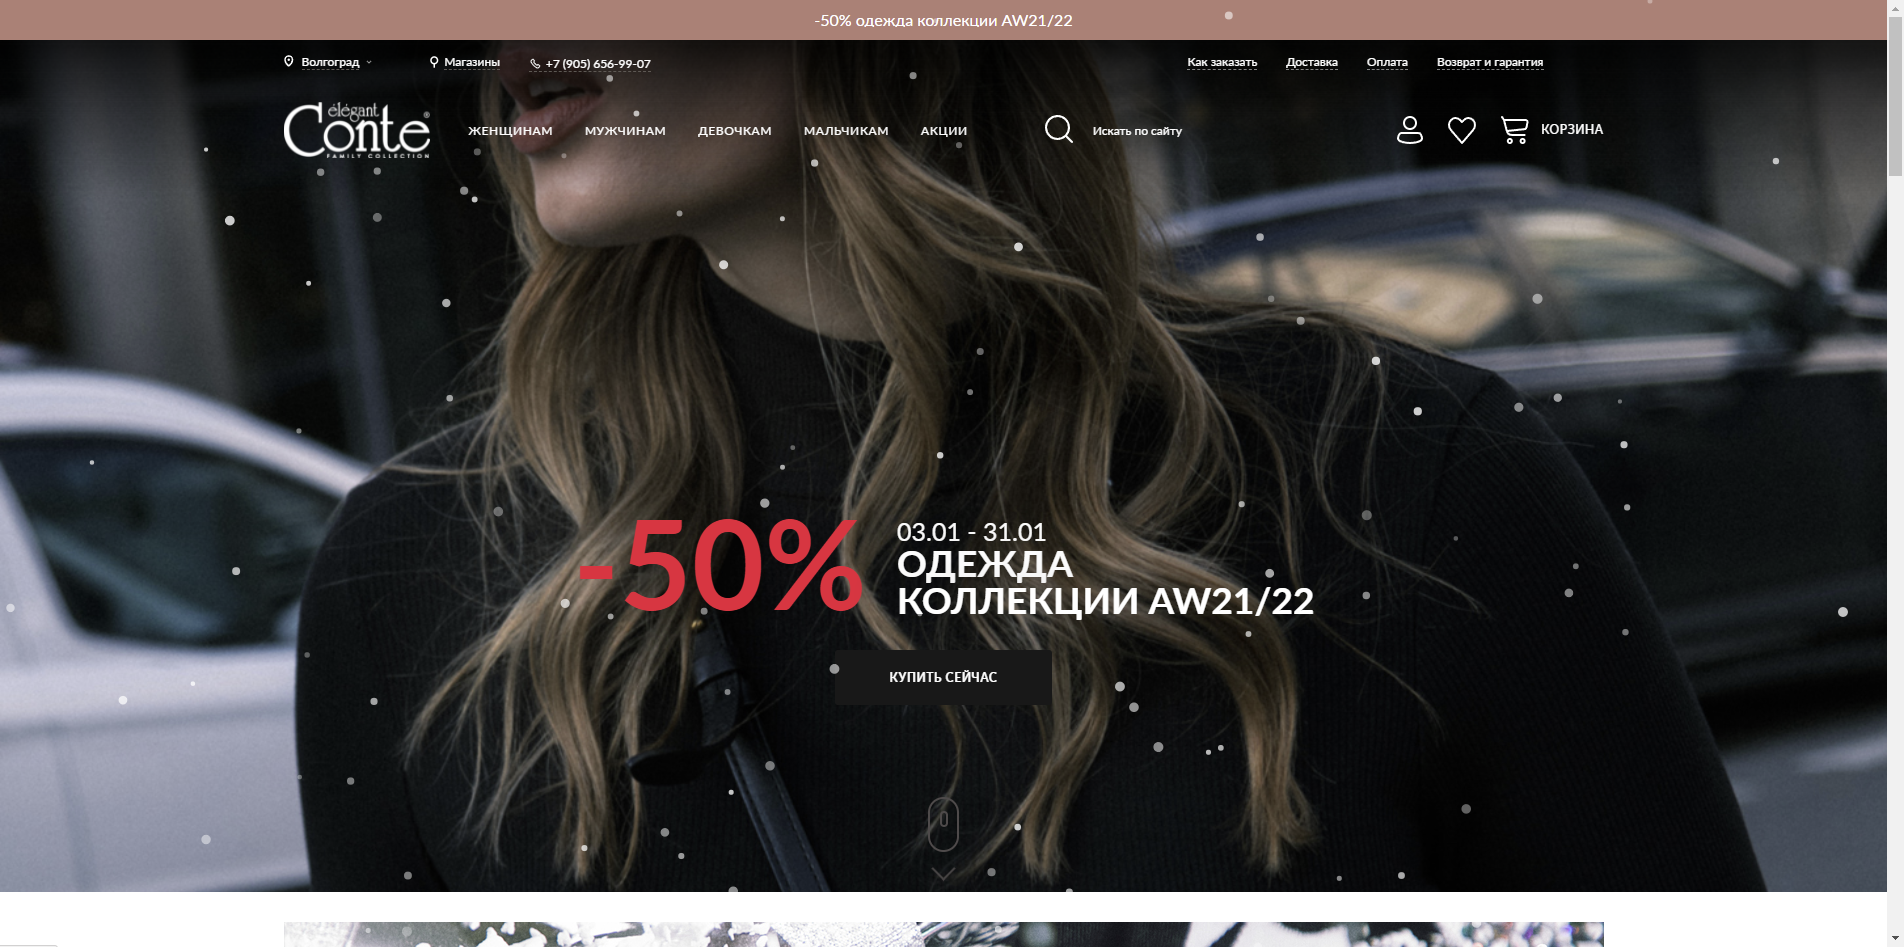 -50% одежда коллекции AW21/22
Волгоград
Магазины
+7 (905) 656-99-07
Как заказать
Доставка
Оплата
Возврат и гарантия
élégant
Conte®
FAMILY COLLECTION
ЖЕНЩИНАМ
МУЖЧИНАМ
ДЕВОЧКАМ
МАЛЬЧИКАМ
АКЦИИ
Искать по сайту
КОРЗИНА
-50%
03.01 - 31.01
ОДЕЖДА
КОЛЛЕКЦИИ AW21/22
КУПИТЬ СЕЙЧАС